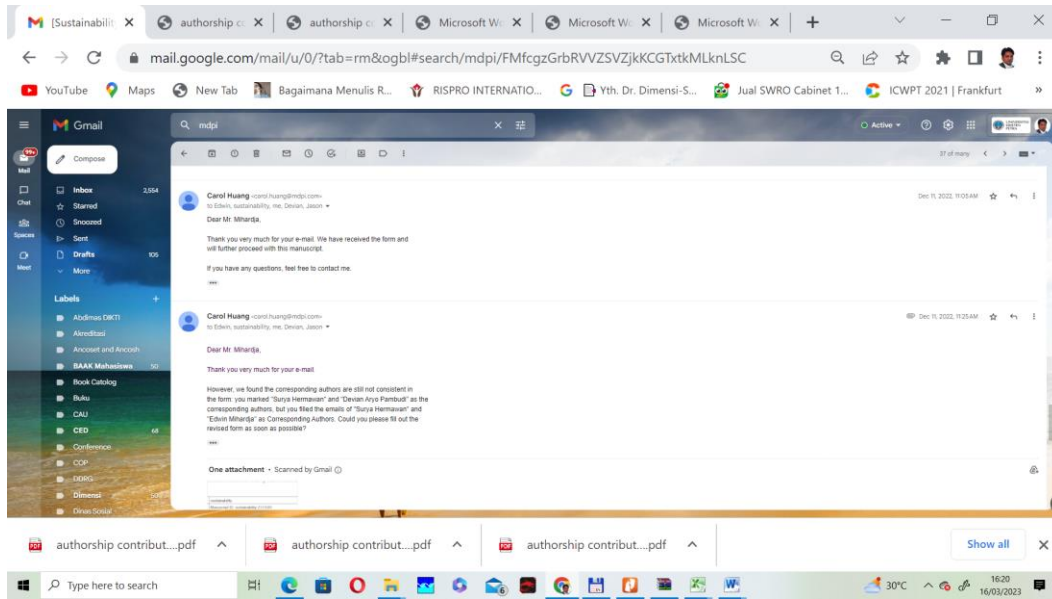 [Sustainabilit
authorship co
authorship co
Microsoft Wo
Microsoft Wo
Microsoft W
mail.google.com/mail/u/0/?tab=rm&ogbl#search/mdpi/FMfcgzGrbRVVZSVZjkKCGTxtkMLknLSC
YouTube
Maps
New Tab
Bagaimana Menulis R...
RISPRO INTERNATIO...
Yth. Dr. Dimensi-S...
Jual SWRO Cabinet 1...
ICWPT 2021 | Frankfurt
»
Gmail
mdpi
Active
99+
Mail
Chat
Spaces
Meet
Compose
37 of many
Inbox 2,554
Starred
Snoozed
Sent
Drafts 105
More
Labels +
Abdimas DIKTI
Akreditasi
Ancoset and Ancosh
BAAK Mahasiswa 50
Book Catolog
Buku
CAU
CED 68
Conference
COP
DDRG
Dimensi 500
Dinas Sosial
Carol Huang <carol.huang@mdpi.com> Dec 11, 2022, 11:05 AM
to Edwin, sustainability, me, Devian, Jason
Dear Mr. Mihardja,
Thank you very much for your e-mail. We have received the form and
will further proceed with this manuscript.
If you have any questions, feel free to contact me.
Carol Huang <carol.huang@mdpi.com> Dec 11, 2022, 11:25 AM
to Edwin, sustainability, me, Devian, Jason
Dear Mr. Mihardja,
Thank you very much for your e-mail
However, we found the corresponding authors are still not consistent in
the form: you marked "Surya Hermawan" and "Devian Aryo Pambudi" as the
corresponding authors, but you filled the emails of "Surya Hermawan" and
"Edwin Mihardja" as Corresponding Authors. Could you please fill out the
revised form as soon as possible?
One attachment • Scanned by Gmail
authorship contribut....pdf
authorship contribut....pdf
authorship contribut....pdf
Show all
Type here to search
30°C
16:20
16/03/2023